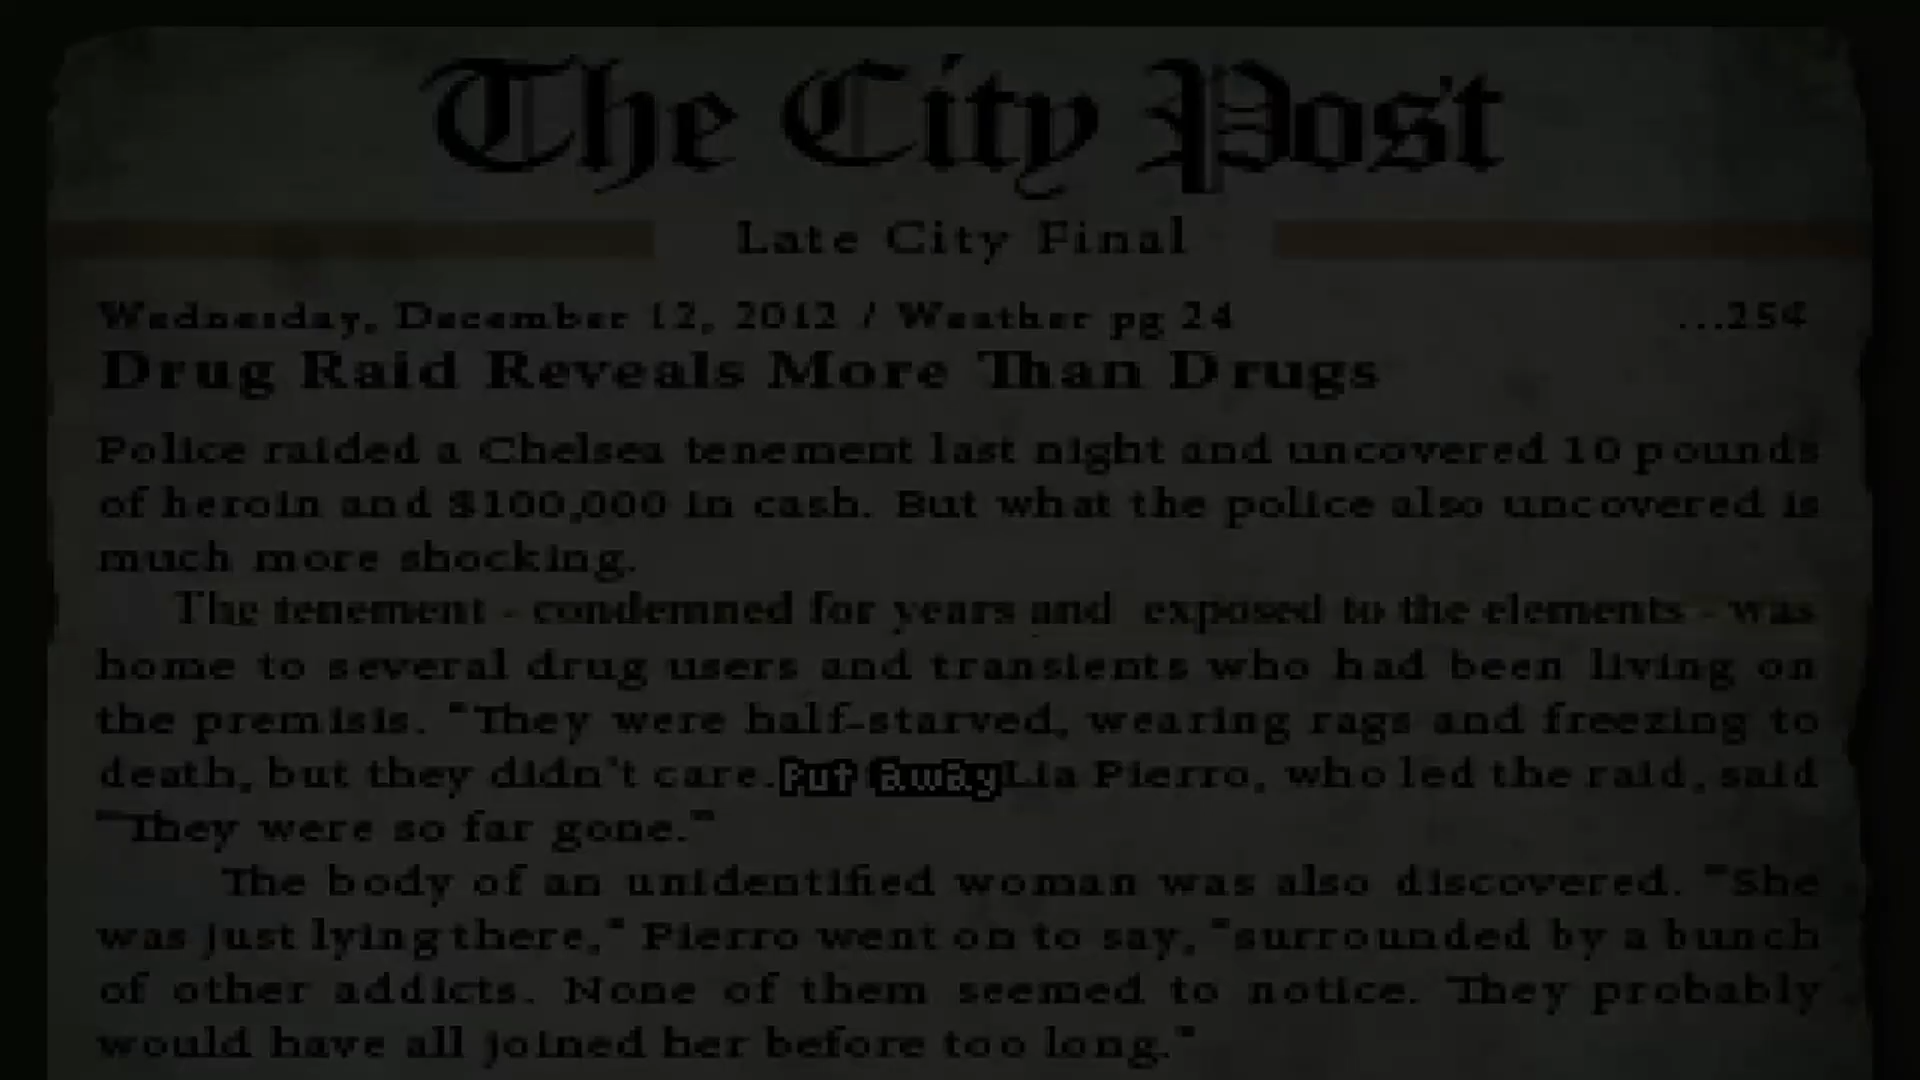 The City Post
Late City Final
Wednesday, December 12, 2012 / Weather pg 24 ...25¢
Drug Raid Reveals More Than Drugs
Police raided a Chelsea tenement last night and uncovered 10 pounds
of heroin and $100,000 in cash. But what the police also uncovered is
much more shocking.
The tenement - condemned for years and exposed to the elements - was
home to several drug users and transients who had been living on
the premisis. "They were half-starved, wearing rags and freezing to
death, but they didn't care. Put away Lia Pierro, who led the raid, said
"They were so far gone."
The body of an unidentified woman was also discovered. "She
was just lying there," Pierro went on to say, "surrounded by a bunch
of other addicts. None of them seemed to notice. They probably
would have all joined her before too long."